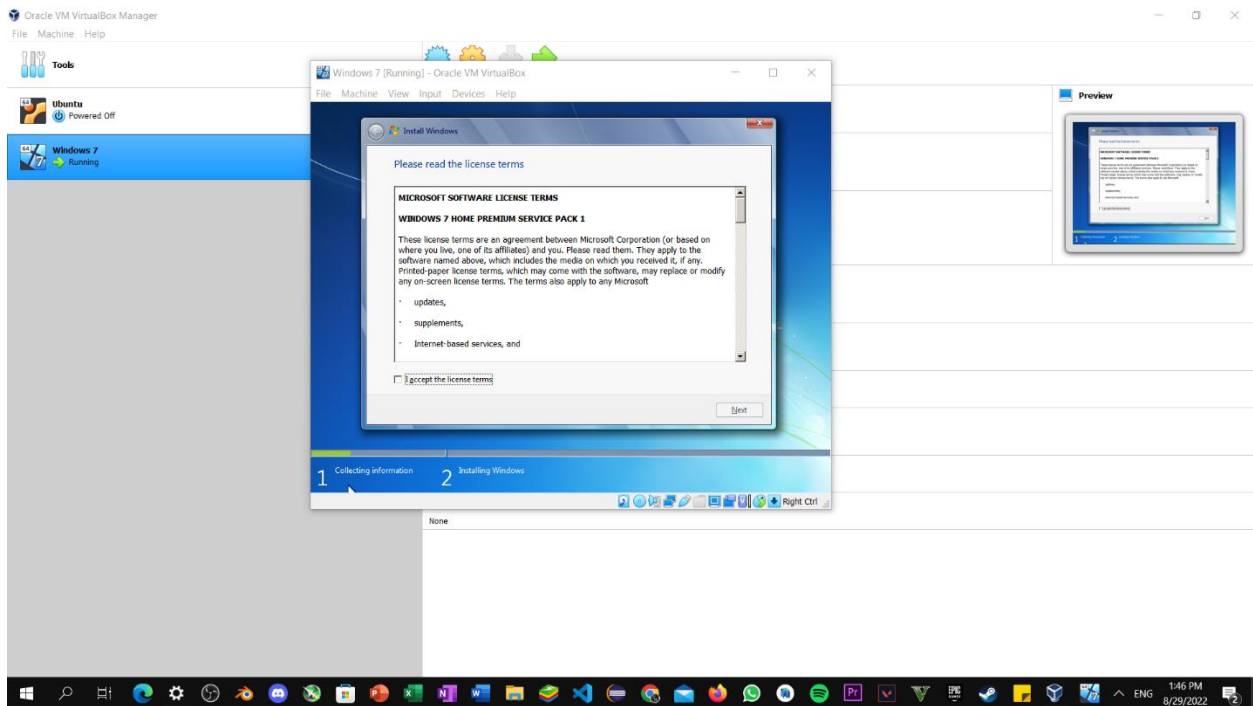 Oracle VM VirtualBox Manager
File Machine Help
Tools
Ubuntu
Powered Off
Windows 7
Running
Windows 7 [Running] - Oracle VM VirtualBox
File Machine View Input Devices Help
Install Windows
Please read the license terms
MICROSOFT SOFTWARE LICENSE TERMS
WINDOWS 7 HOME PREMIUM SERVICE PACK 1
These license terms are an agreement between Microsoft Corporation (or based on
where you live, one of its affiliates) and you. Please read them. They apply to the
software named above, which includes the media on which you received it, if any.
Printed-paper license terms, which may come with the software, may replace or modify
any on-screen license terms. The terms also apply to any Microsoft
· updates,
· supplements,
· Internet-based services, and
I accept the license terms
Next
1 Collecting information 2 Installing Windows
Right Ctrl
Preview
None
ENG
1:46 PM
8/29/2022